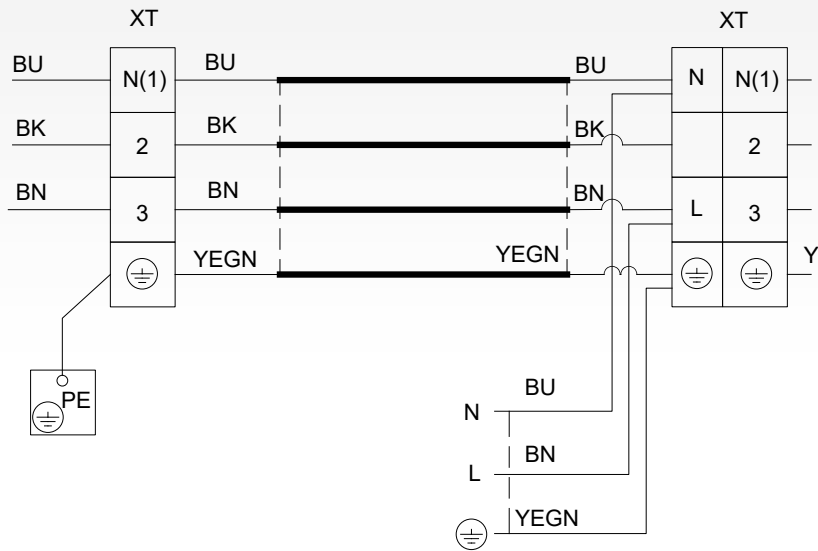 XT XT
BU N(1) BU BU N N(1)
BK 2 BK BK 2
BN 3 BN BN L 3
YEGN YEGN Y
PE
N BU
L BN
YEGN